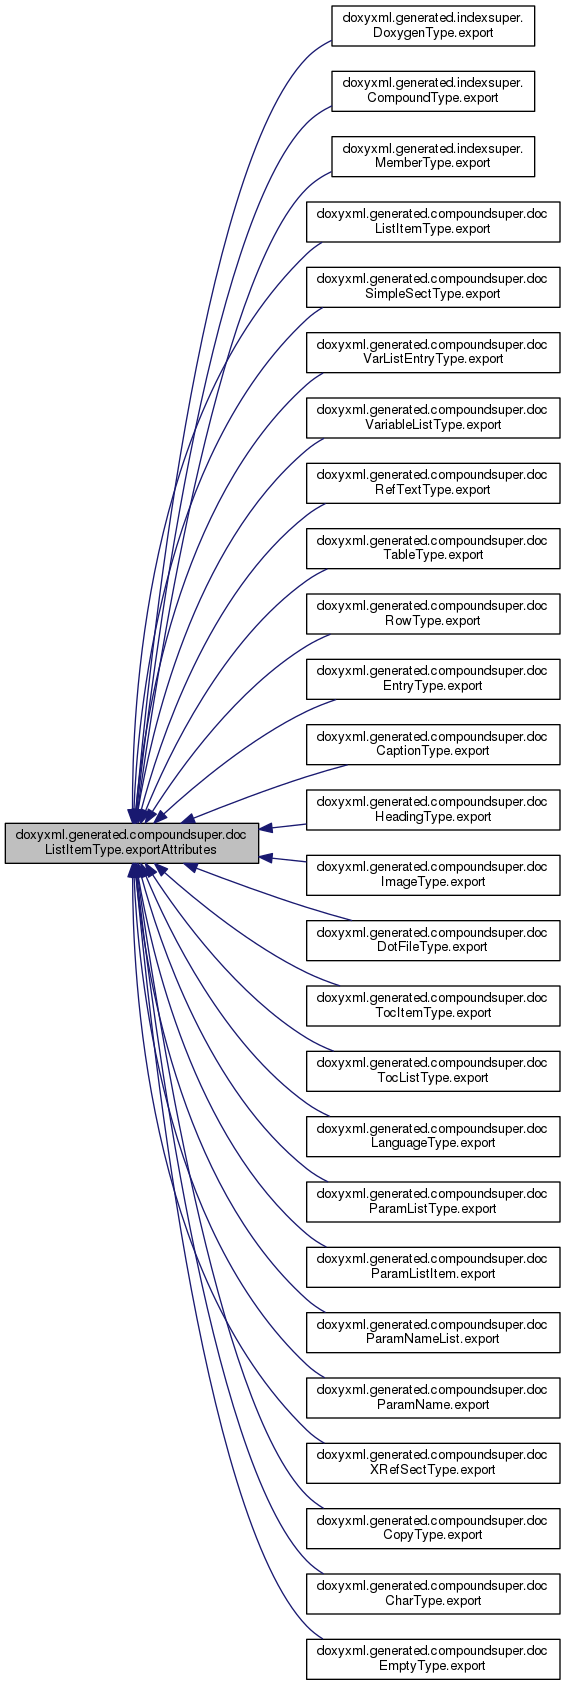 doxyxml.generated.indexsuper.
DoxygenType.export
doxyxml.generated.indexsuper.
CompoundType.export
doxyxml.generated.indexsuper.
MemberType.export
doxyxml.generated.compoundsuper.doc
ListItemType.export
doxyxml.generated.compoundsuper.doc
SimpleSectType.export
doxyxml.generated.compoundsuper.doc
VarListEntryType.export
doxyxml.generated.compoundsuper.doc
VariableListType.export
doxyxml.generated.compoundsuper.doc
RefTextType.export
doxyxml.generated.compoundsuper.doc
TableType.export
doxyxml.generated.compoundsuper.doc
RowType.export
doxyxml.generated.compoundsuper.doc
EntryType.export
doxyxml.generated.compoundsuper.doc
CaptionType.export
doxyxml.generated.compoundsuper.doc
HeadingType.export
doxyxml.generated.compoundsuper.doc
ListItemType.exportAttributes
doxyxml.generated.compoundsuper.doc
ImageType.export
doxyxml.generated.compoundsuper.doc
DotFileType.export
doxyxml.generated.compoundsuper.doc
TocItemType.export
doxyxml.generated.compoundsuper.doc
TocListType.export
doxyxml.generated.compoundsuper.doc
LanguageType.export
doxyxml.generated.compoundsuper.doc
ParamListType.export
doxyxml.generated.compoundsuper.doc
ParamListItem.export
doxyxml.generated.compoundsuper.doc
ParamNameList.export
doxyxml.generated.compoundsuper.doc
ParamName.export
doxyxml.generated.compoundsuper.doc
XRefSectType.export
doxyxml.generated.compoundsuper.doc
CopyType.export
doxyxml.generated.compoundsuper.doc
CharType.export
doxyxml.generated.compoundsuper.doc
EmptyType.export